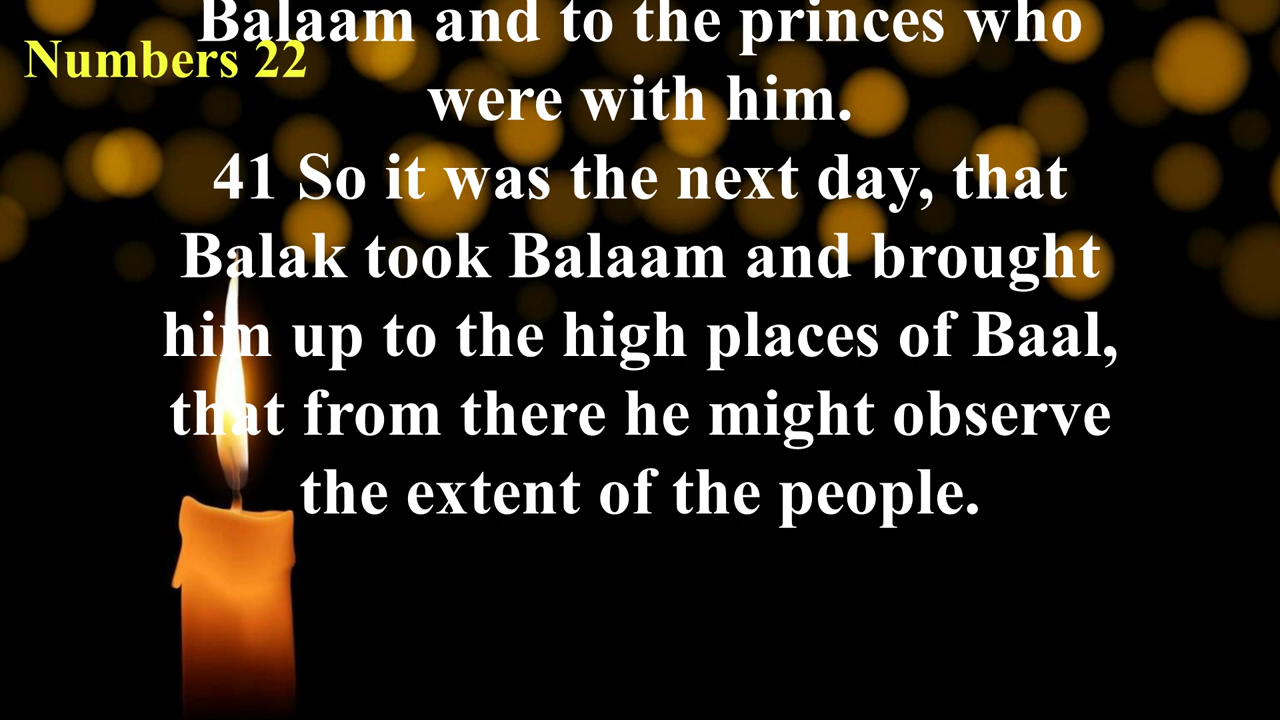 Balaam and to the princes who
Numbers 22
were with him.
41 So it was the next day, that
Balak took Balaam and brought
him up to the high places of Baal,
that from there he might observe
the extent of the people.